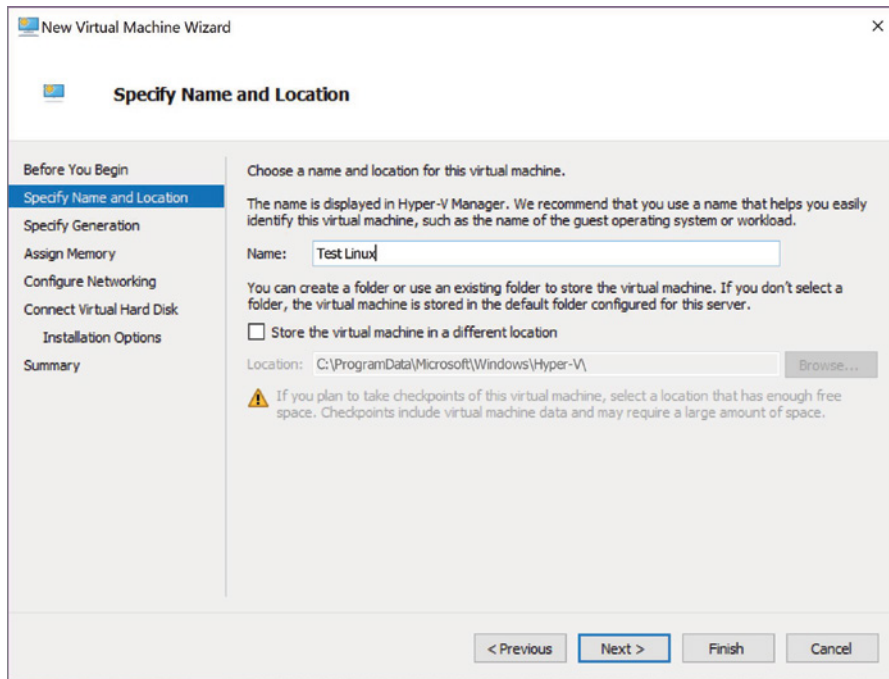 New Virtual Machine Wizard
Specify Name and Location
Before You Begin
Specify Name and Location
Specify Generation
Assign Memory
Configure Networking
Connect Virtual Hard Disk
Installation Options
Summary
Choose a name and location for this virtual machine.
The name is displayed in Hyper-V Manager. We recommend that you use a name that helps you easily
identify this virtual machine, such as the name of the guest operating system or workload.
Name: Test Linux
You can create a folder or use an existing folder to store the virtual machine. If you don't select a
folder, the virtual machine is stored in the default folder configured for this server.
Store the virtual machine in a different location
Location: C:\ProgramData\Microsoft\Windows\Hyper-V\ Browse...
If you plan to take checkpoints of this virtual machine, select a location that has enough free
space. Checkpoints include virtual machine data and may require a large amount of space.
< Previous Next > Finish Cancel